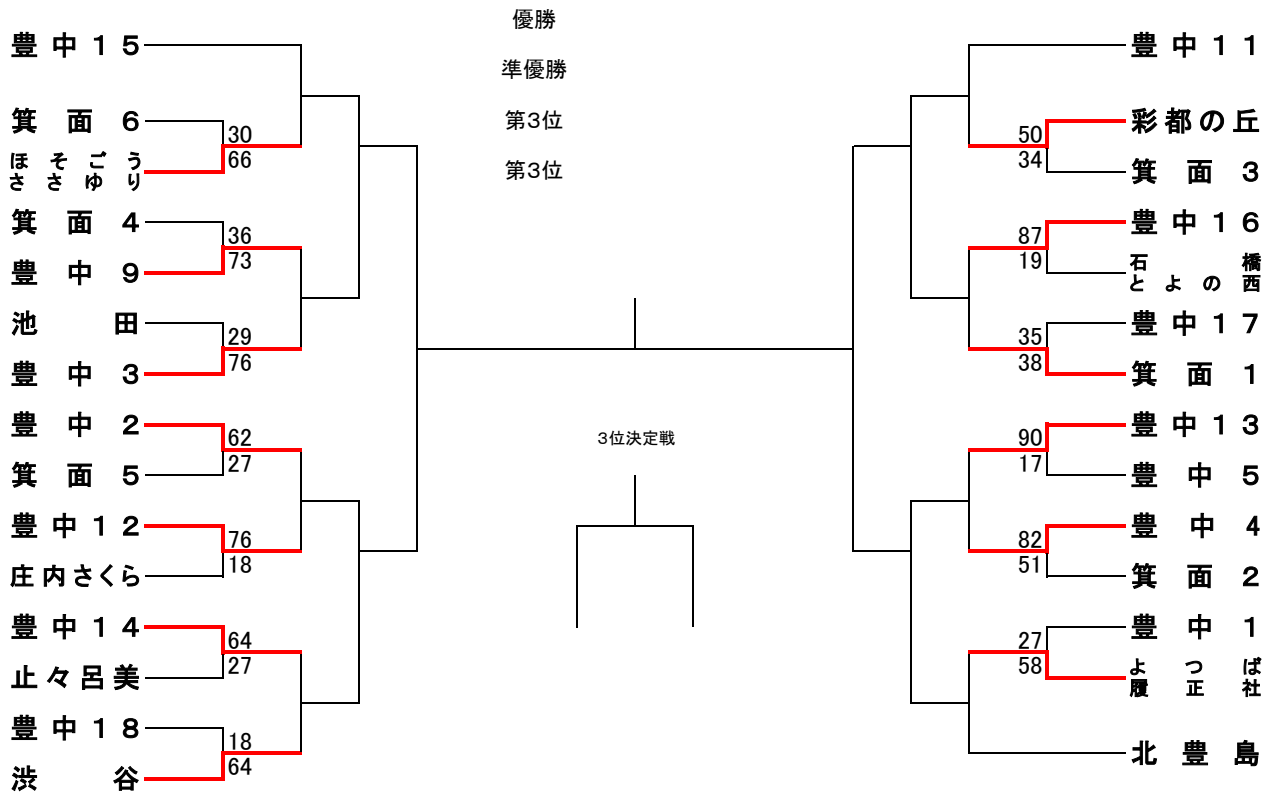 優勝
準優勝
第3位
第3位
豊中15
箕面6
30
66
ほそごう
ささゆり
箕面4
36
73
豊中9
池田
29
76
豊中3
豊中2
62
27
箕面5
豊中12
76
18
庄内さくら
豊中14
64
27
止々呂美
豊中18
18
64
渋谷
3位決定戦
豊中11
彩都の丘
50
34
箕面3
豊中16
87
19
石橋
とよの西
豊中17
35
38
箕面1
豊中13
90
17
豊中5
豊中4
82
51
箕面2
豊中1
27
58
よつば
履正社
北豊島